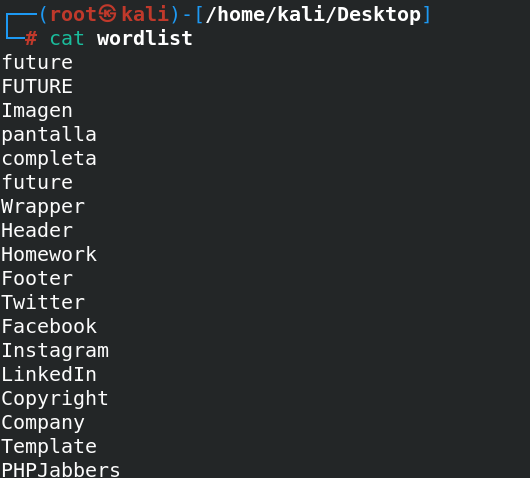 ┌──(root㉿kali)-[/home/kali/Desktop]
└─# cat wordlist
future
FUTURE
Imagen
pantalla
completa
future
Wrapper
Header
Homework
Footer
Twitter
Facebook
Instagram
LinkedIn
Copyright
Company
Template
PHPJabbers